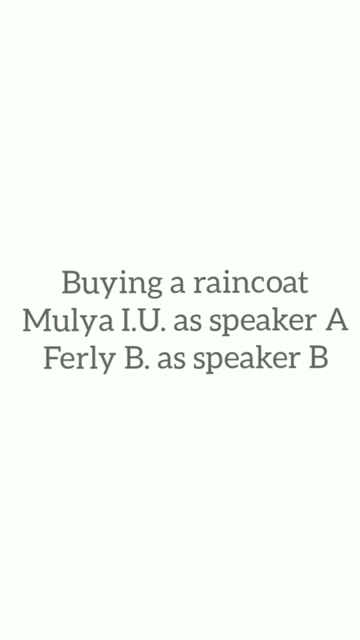 Buying a raincoat
Mulya I.U. as speaker A
Ferly B. as speaker B